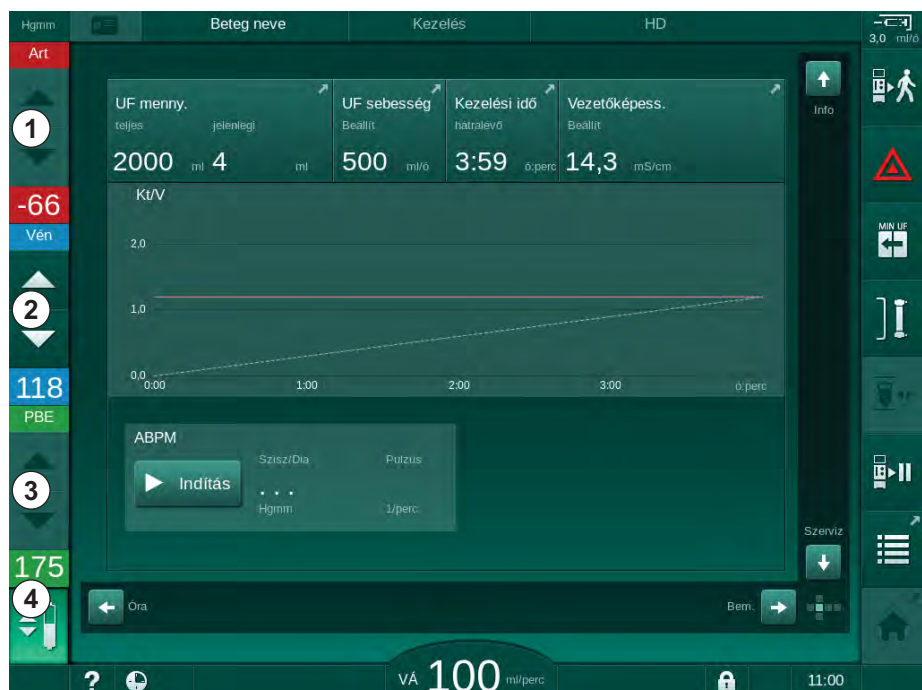 Hgmm
Beteg neve
Kezelés
HD
3,0 ml/ó
Art
1
-66
Vén
2
118
PBE
3
175
4
UF menny.
teljes jelenlegi
2000 ml 4 ml
UF sebesség
Beállít
500 ml/ó
Kezelési idő
hátralévő
3:59 ó:perc
Vezetőképess.
Beállít
14,3 mS/cm
Info
MIN UF
Kt/V
2,0
1,0
0,0
0:00 1:00 2:00 3:00 ó:perc
ABPM
Indítás
Szisz/Dia
...
Hgmm
Pulzus
1/perc
Szerviz
Óra
Bem.
? VÁ 100 ml/perc 11:00